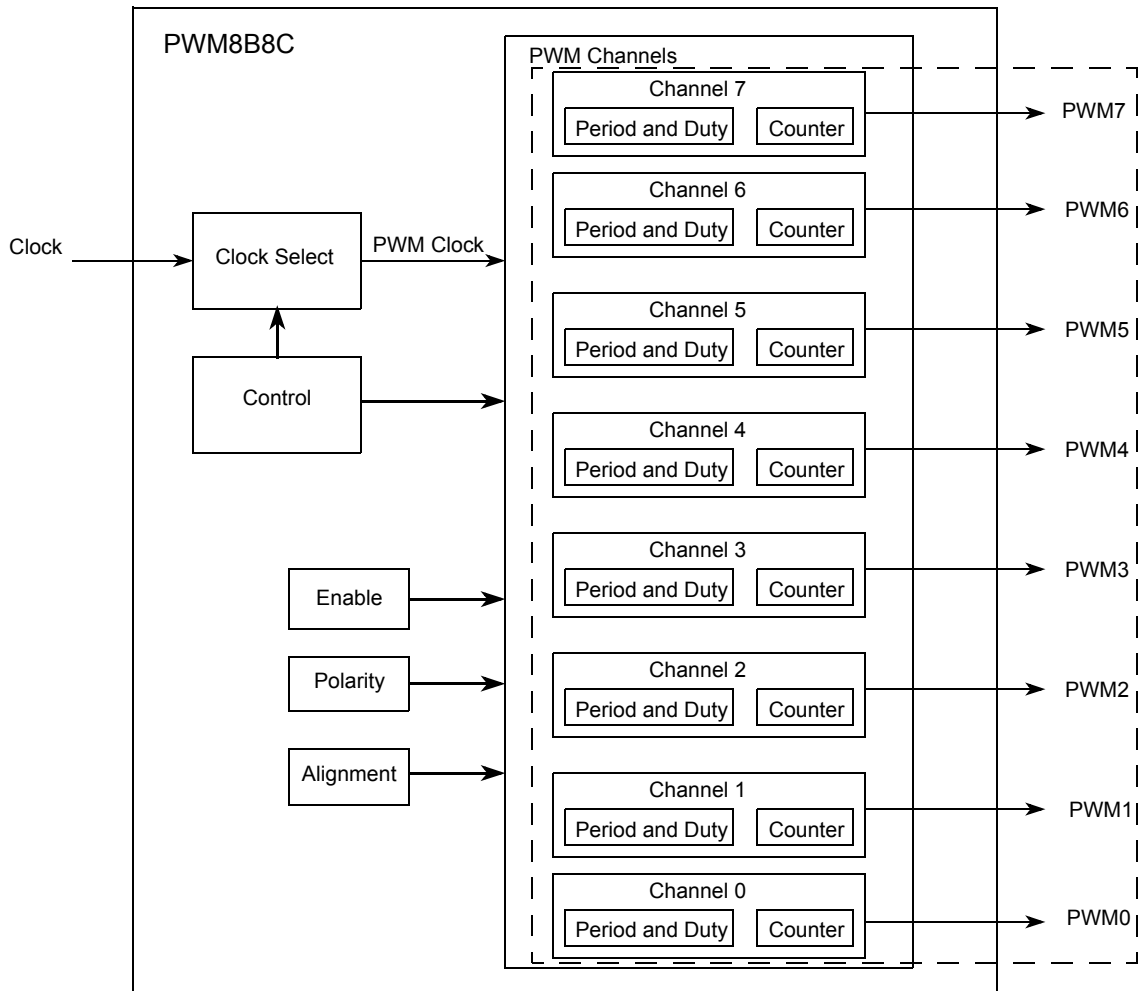 PWM8B8C
PWM Channels
Channel 7
Period and Duty
Counter
PWM7
Channel 6
Period and Duty
Counter
PWM6
Clock
Clock Select
PWM Clock
Channel 5
Period and Duty
Counter
PWM5
Control
Channel 4
Period and Duty
Counter
PWM4
Channel 3
Period and Duty
Counter
PWM3
Enable
Channel 2
Period and Duty
Counter
PWM2
Polarity
Alignment
Channel 1
Period and Duty
Counter
PWM1
Channel 0
Period and Duty
Counter
PWM0